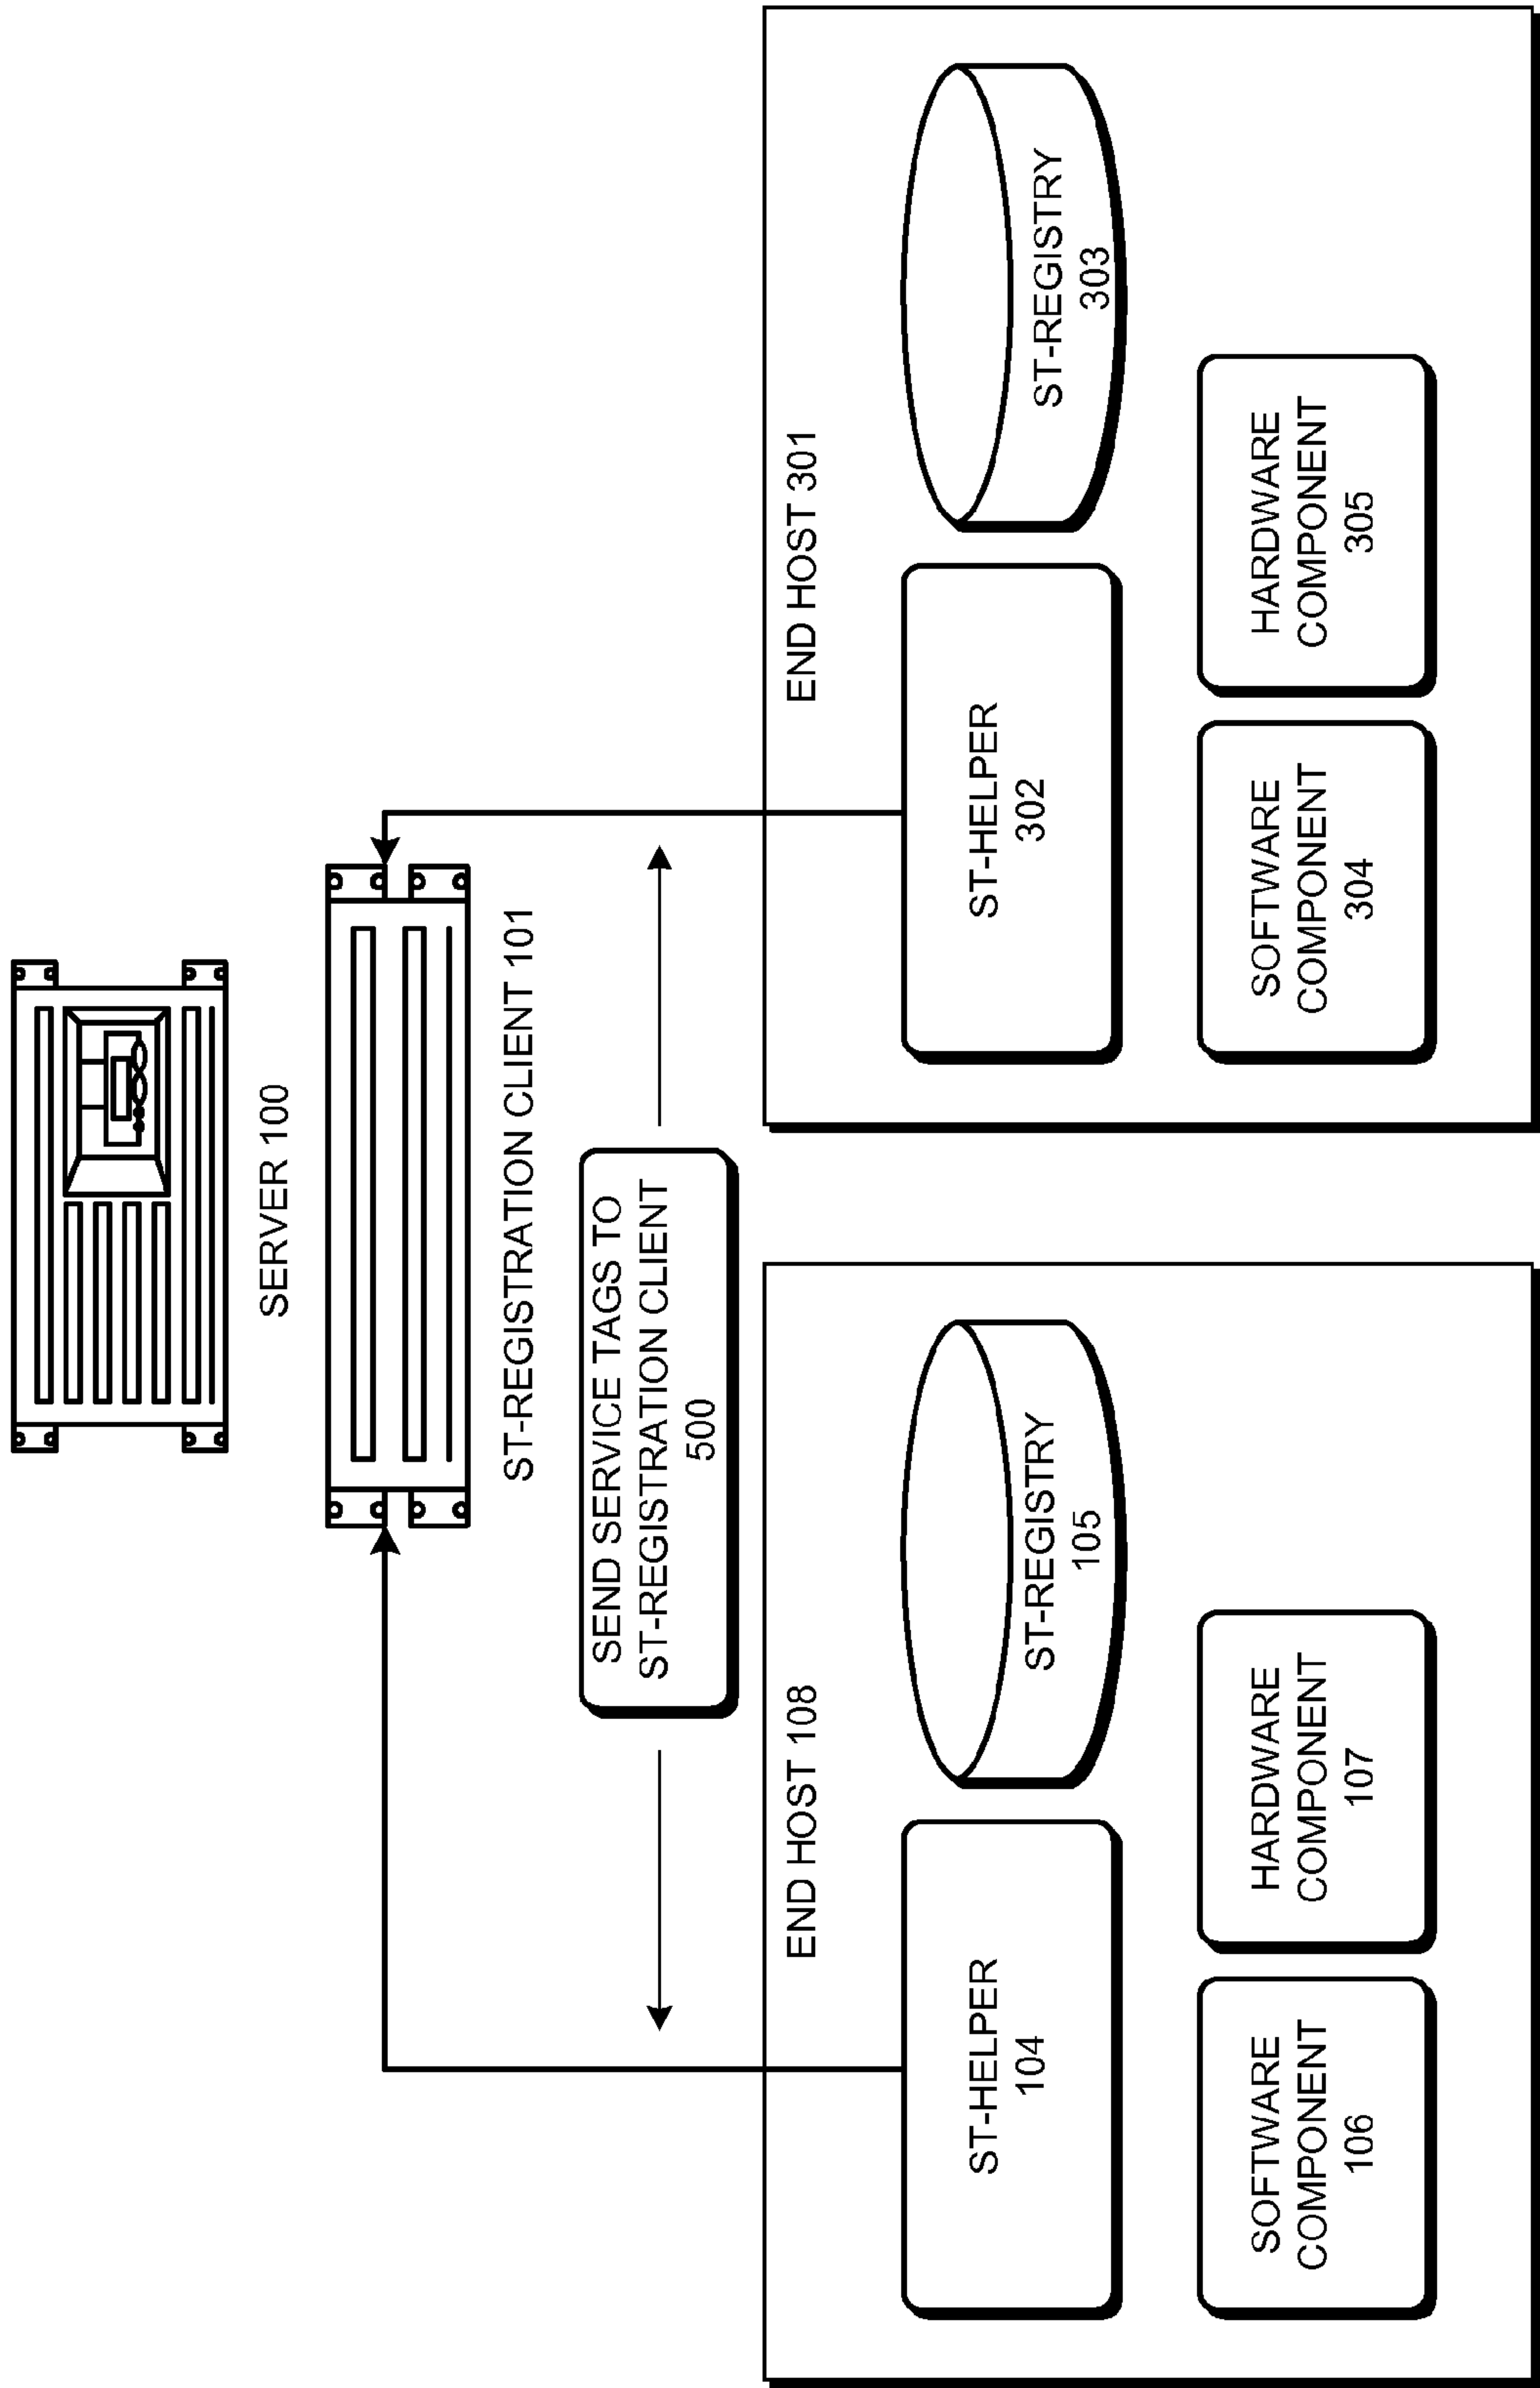 SERVER 100
ST-REGISTRATION CLIENT 101
SEND SERVICE TAGS TO
ST-REGISTRATION CLIENT
500
END HOST 108
ST-HELPER
104
ST-REGISTRY
105
SOFTWARE
COMPONENT
106
HARDWARE
COMPONENT
107
END HOST 301
ST-HELPER
302
ST-REGISTRY
303
SOFTWARE
COMPONENT
304
HARDWARE
COMPONENT
305